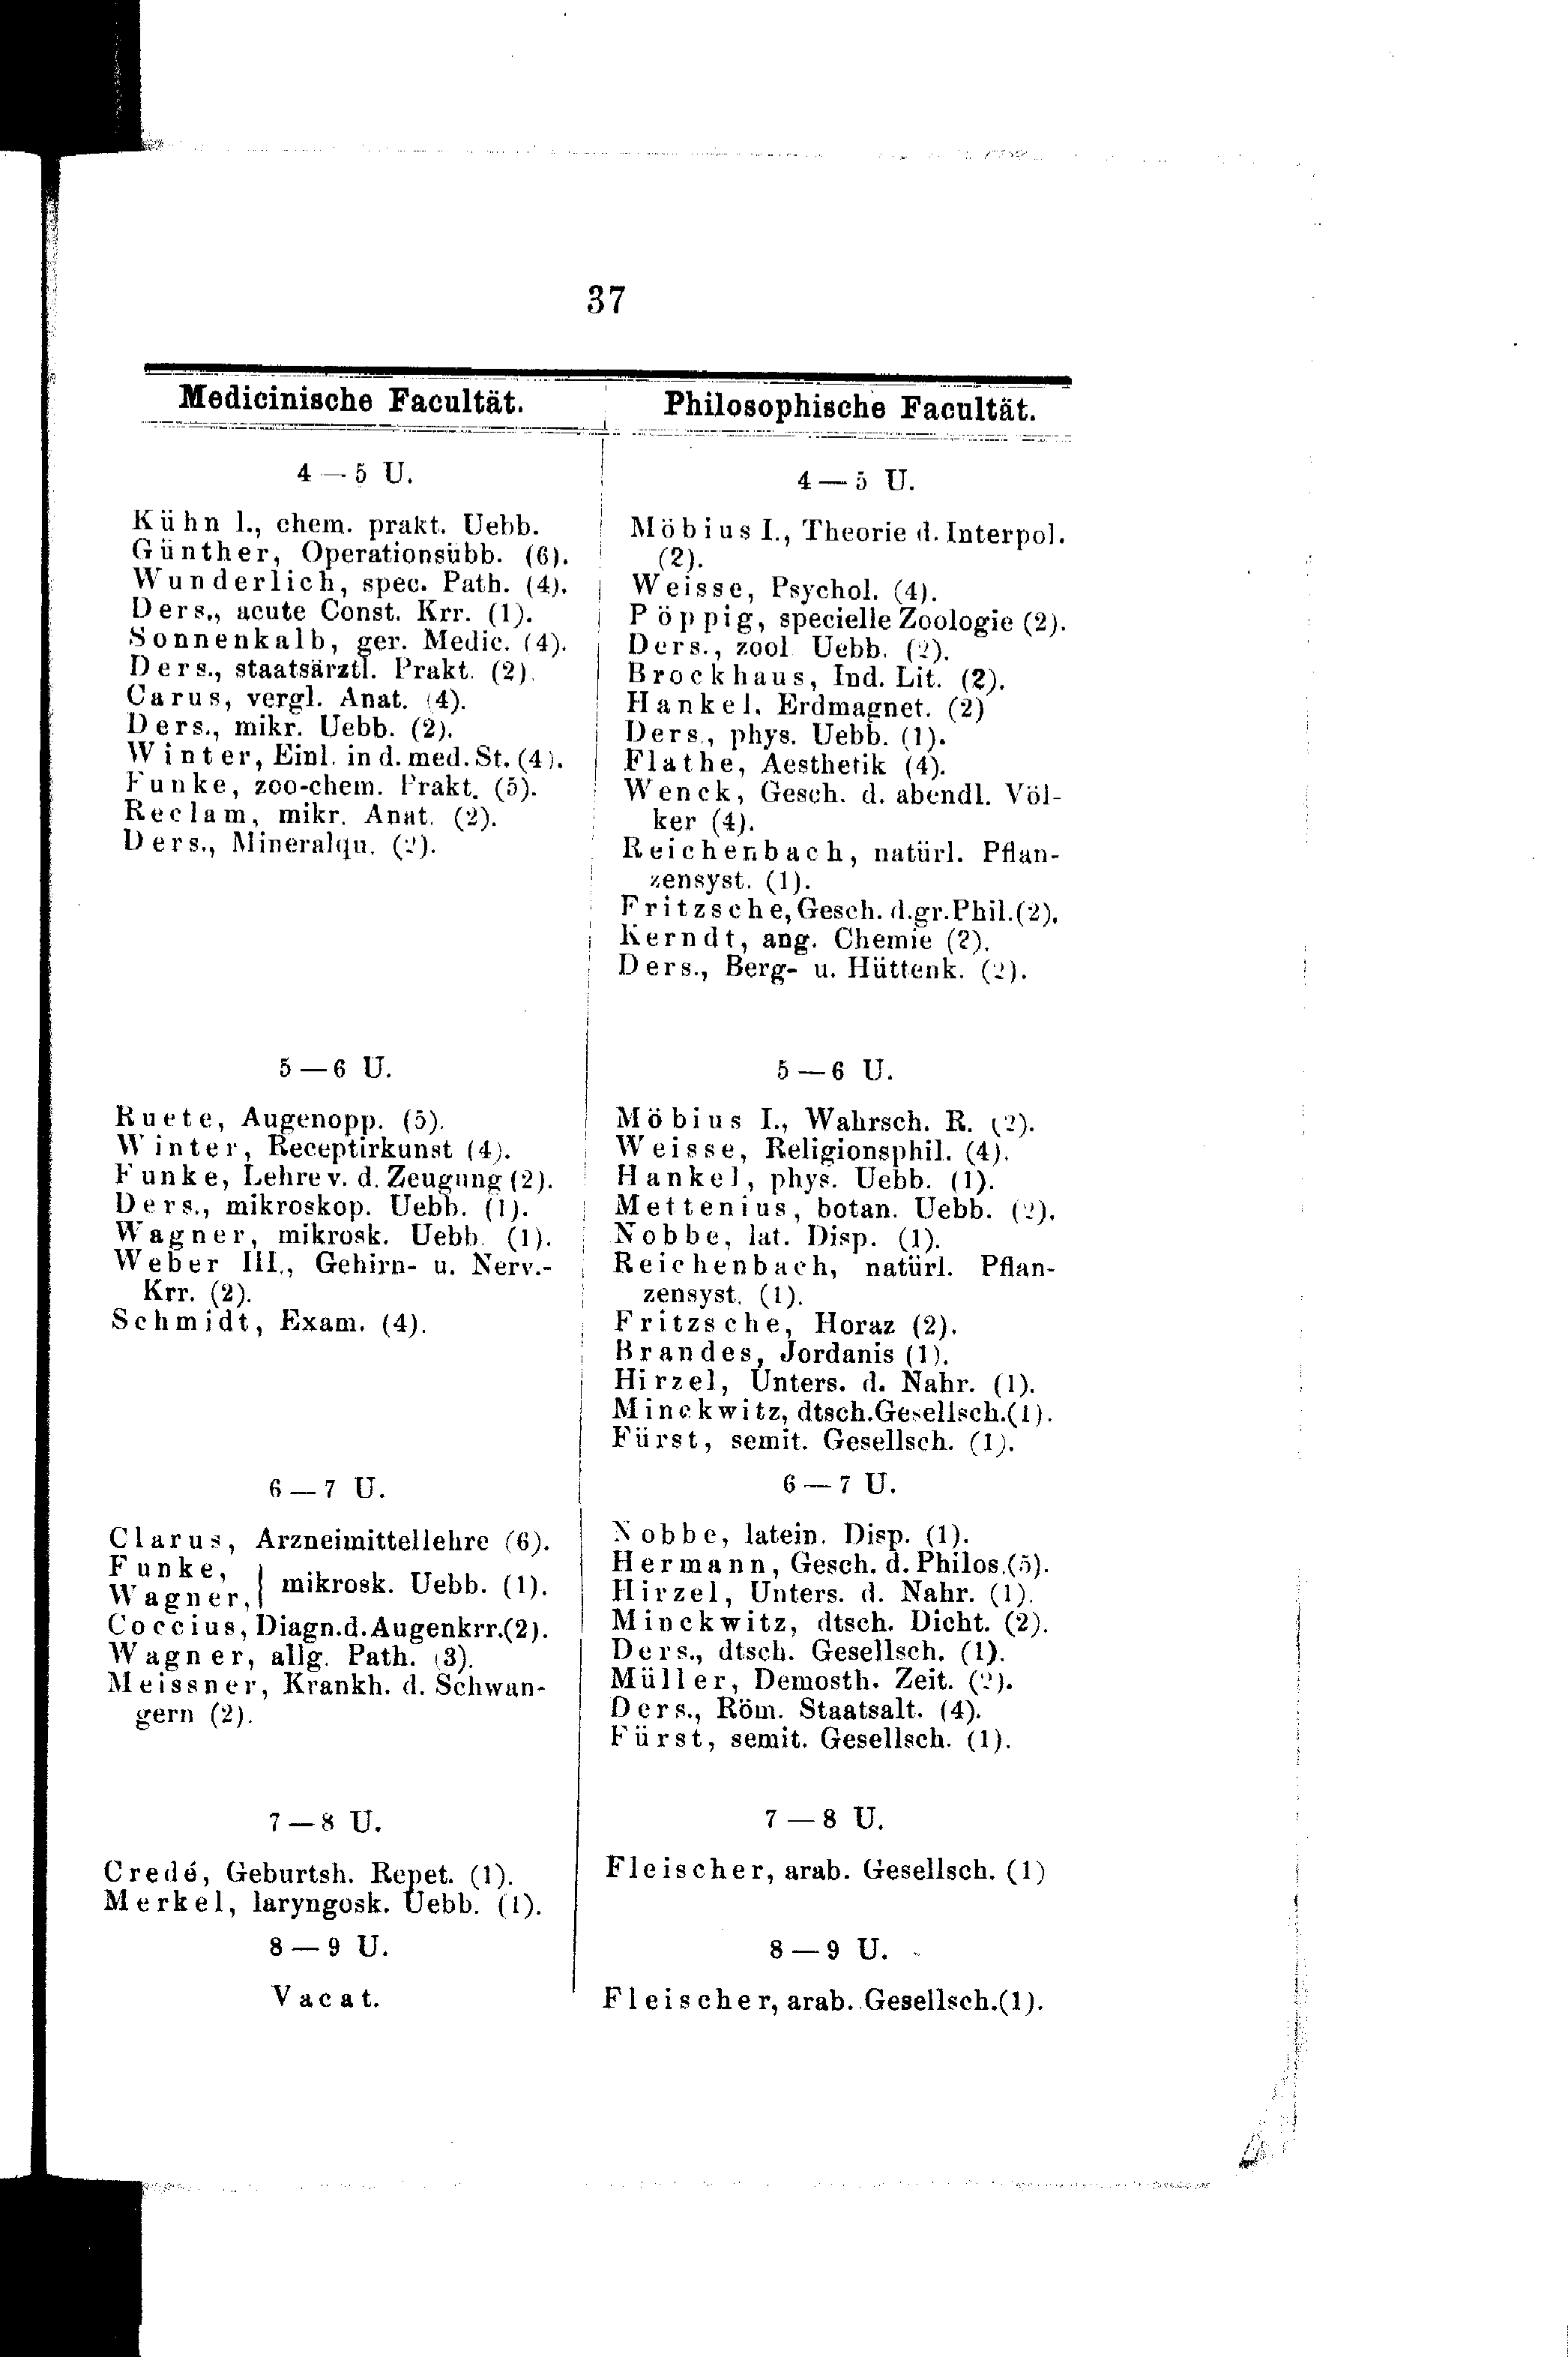 37
Medicinische Facultät.
4 — 5 U.
Kühn I., chem. prakt. Uebb.
Günther, Operationsübb. (6).
Wunderlich, spec. Path. (4).
Ders., acute Const. Krr. (1).
Sonnenkalb, ger. Medic. (4).
Ders., staatsärztl. Prakt. (2).
Carus, vergl. Anat. (4).
Ders., mikr. Uebb. (2).
Winter, Einl. in d. med. St. (4).
Funke, zoo-chem. Prakt. (5).
Reclam, mikr. Anat. (2).
Ders., Mineralqu. (2).
5 — 6 U.
Ruete, Augenopp. (5).
Winter, Receptirkunst (4).
Funke, Lehre v. d. Zeugung (2).
Ders., mikroskop. Uebb. (1).
Wagner, mikrosk. Uebb. (1).
Weber III., Gehirn- u. Nerv.-
Krr. (2).
Schmidt, Exam. (4).
6 — 7 U.
Clarus, Arzneimittellehre (6).
Funke,
Wagner,} mikrosk. Uebb. (1).
Coccius, Diagn. d. Augenkrr. (2).
Wagner, allg. Path. (3).
Meissner, Krankh. d. Schwan-
gern (2).
7 — 8 U.
Credé, Geburtsh. Repet. (1).
Merkel, laryngosk. Uebb. (1).
8 — 9 U.
Vacat.
Philosophische Facultät.
4 — 5 U.
Möbius I., Theorie d. Interpol.
(2).
Weisse, Psychol. (4).
Pöppig, specielle Zoologie (2).
Ders., zool Uebb. (2).
Brockhaus, Ind. Lit. (2).
Hankel. Erdmagnet. (2)
Ders., phys. Uebb. (1).
Flathe, Aesthetik (4).
Wenck, Gesch. d. abendl. Völ-
ker (4).
Reichenbach, natürl. Pflan-
zensyst. (1).
Fritzsche, Gesch. d. gr. Phil. (2).
Kerndt, ang. Chemie (2).
Ders., Berg- u. Hüttenk. (2).
5 — 6 U.
Möbius I., Wahrsch. R. (2).
Weisse, Religionsphil. (4).
Hankel, phys. Uebb. (1).
Mettenius, botan. Uebb. (2).
Nobbe, lat. Disp. (1).
Reichenbach, natürl. Pflan-
zensyst. (1).
Fritzsche, Horaz (2).
Brandes, Jordanis (1).
Hirzel, Unters. d. Nahr. (1).
Minckwitz, dtsch. Gesellsch. (1).
Fürst, semit. Gesellsch. (1).
6 — 7 U.
Nobbe, latein. Disp. (1).
Hermann, Gesch. d. Philos. (5).
Hirzel, Unters. d. Nahr. (1).
Minckwitz, dtsch. Dicht. (2).
Ders., dtsch. Gesellsch. (1).
Müller, Demosth. Zeit. (2).
Ders., Röm. Staatsalt. (4).
Fürst, semit. Gesellsch. (1).
7 — 8 U.
Fleischer, arab. Gesellsch. (1)
8 — 9 U.
Fleischer, arab. Gesellsch. (1).